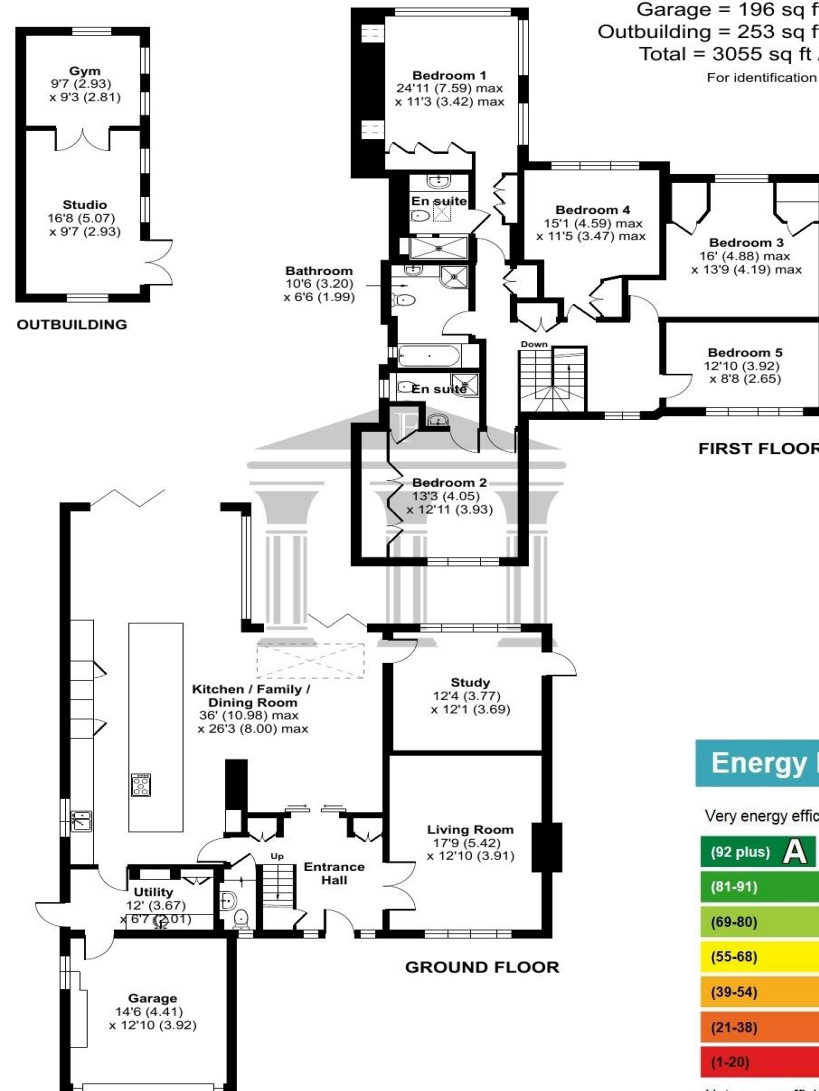 Garage = 196 sq f
Outbuilding = 253 sq f
Total = 3055 sq ft
For identification
Gym
9'7 (2.93)
x 9'3 (2.81)
Studio
16'8 (5.07)
x 9'7 (2.93)
OUTBUILDING
Bedroom 1
24'11 (7.59) max
x 11'3 (3.42) max
En suite
Bedroom 4
15'1 (4.59) max
x 11'5 (3.47) max
Bedroom 3
16' (4.88) max
x 13'9 (4.19) max
Bathroom
10'6 (3.20)
x 6'6 (1.99)
Down
Bedroom 5
12'10 (3.92)
x 8'8 (2.65)
En suite
Bedroom 2
13'3 (4.05)
x 12'11 (3.93)
FIRST FLOOR
Kitchen / Family /
Dining Room
36' (10.98) max
x 26'3 (8.00) max
Study
12'4 (3.77)
x 12'1 (3.69)
Living Room
17'9 (5.42)
x 12'10 (3.91)
Up
Entrance
Hall
Utility
12' (3.67)
x 6'7 (2.01)
Garage
14'6 (4.41)
x 12'10 (3.92)
GROUND FLOOR
Energy
Very energy effic
(92 plus) A
(81-91)
(69-80)
(55-68)
(39-54)
(21-38)
(1-20)